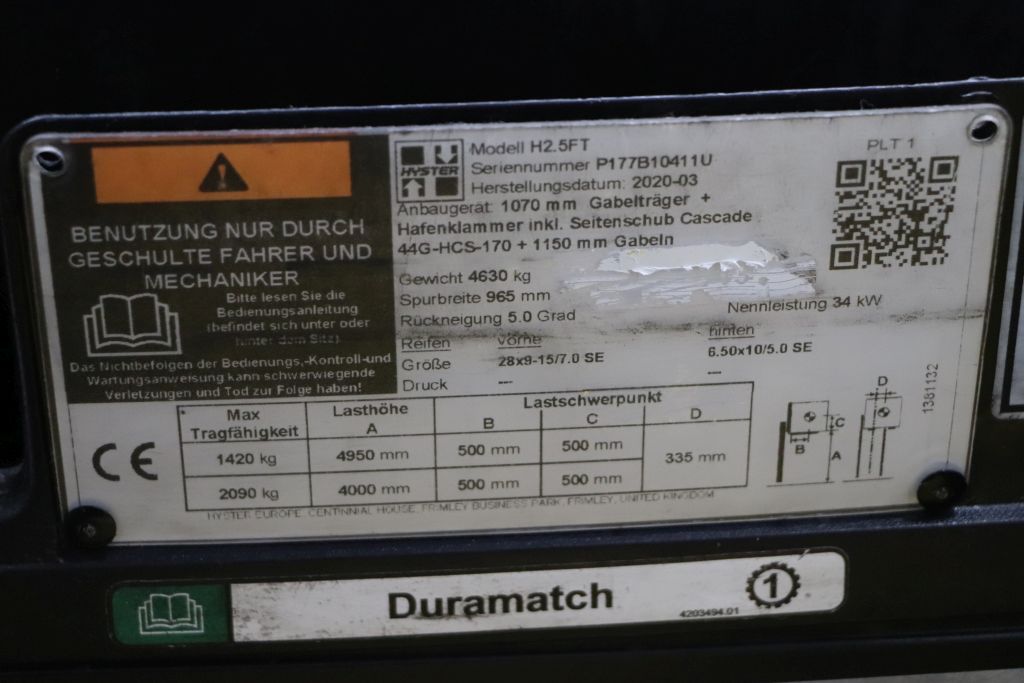 BENUTZUNG NUR DURCH
GESCHULTE FAHRER UND
MECHANIKER
Bitte lesen Sie die
Bedienungsanleitung
(befindet sich unter oder
hinter dem Sitz)
Das Nichtbefolgen der Bedienungs,-Kontroll-und
Wartungsanweisung kann schwerwiegende
Verletzungen und Tod zur Folge haben!
HYSTER
Modell H2.5FT
Seriennummer P177B10411U
Herstellungsdatum: 2020-03
Anbaugerät: 1070 mm Gabelträger +
Hafenklammer inkl. Seitenschub Cascade
44G-HCS-170 + 1150 mm Gabeln
Gewicht 4630 kg
Spurbreite 965 mm
Nennleistung 34 kW
Rückneigung 5.0 Grad
Reifen vorne hinten
Größe 28x9-15/7.0 SE 6.50x10/5.0 SE
Druck --- ---
PLT 1
1381132
Max Tragfähigkeit Lasthöhe A Lastschwerpunkt
B C D
1420 kg 4950 mm 500 mm 500 mm 335 mm
2090 kg 4000 mm 500 mm 500 mm
D
C
B
A
CE
HYSTER EUROPE, CENTINNIAL HOUSE, FRIMLEY BUSINESS PARK, FRIMLEY, UNITED KINGDOM
Duramatch
4203494.01
1